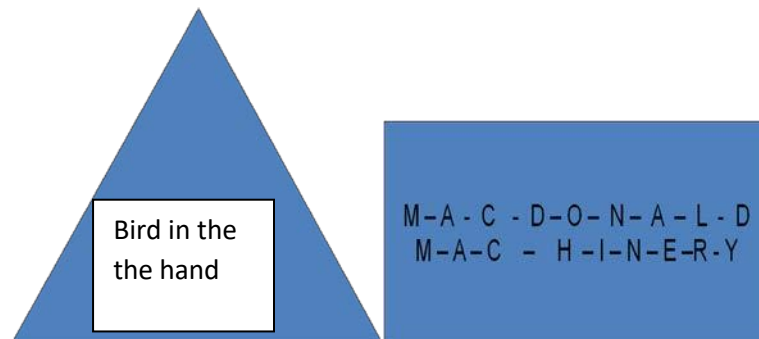 Bird in the
the hand
M–A- C - D–O– N– A– L- D
M–A–C – H –I–N–E–R- Y